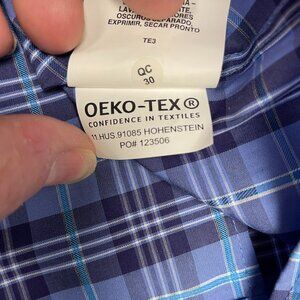 LAV
OSCUROS SEPARADO,
EXPRIMIR, SECAR PRONTO
TE3
QC
30
OEKO-TEX®
CONFIDENCE IN TEXTILES
11.HUS.91085 HOHENSTEIN
PO# 123506